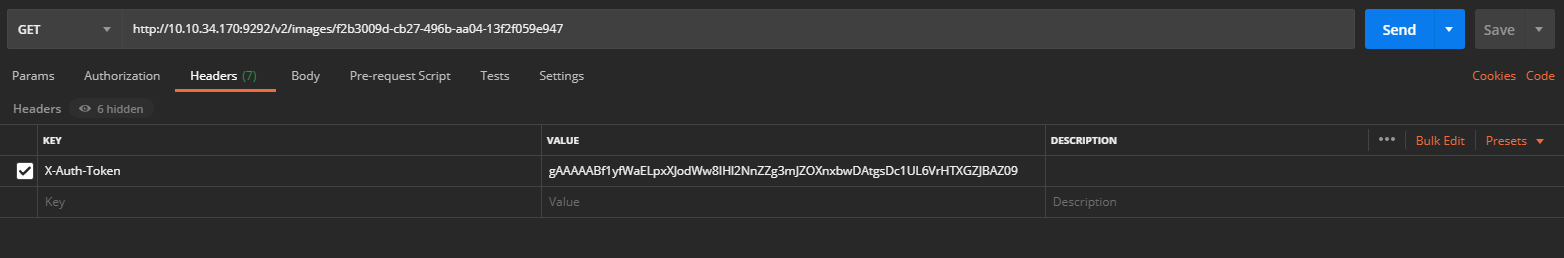 GET http://10.10.34.170:9292/v2/images/f2b3009d-cb27-496b-aa04-13f2f059e947 Send Save
Params Authorization Headers (7) Body Pre-request Script Tests Settings Cookies Code
Headers 6 hidden
KEY VALUE DESCRIPTION ••• Bulk Edit Presets
X-Auth-Token gAAAAABf1yfWaELpxXJodWw8IHI2NnZZg3mJZOXnxbwDAtgsDc1UL6VrHTXGZJBAZ09
Key Value Description